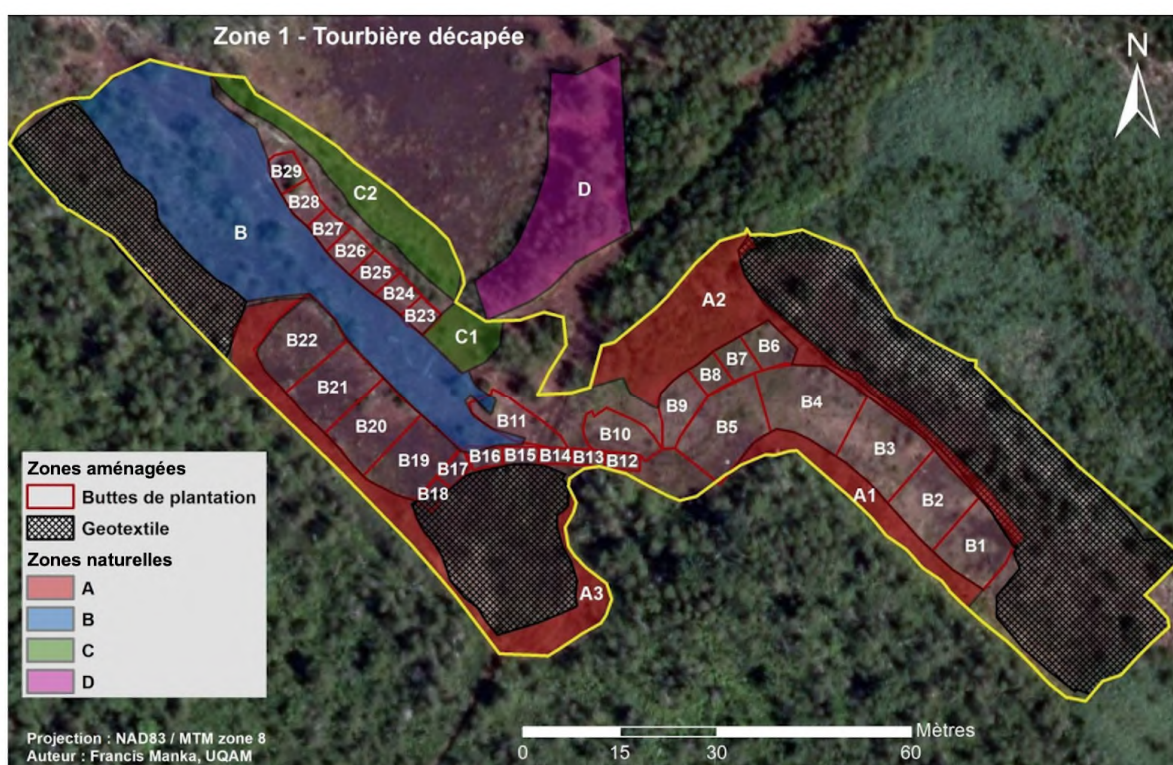 Zone 1 - Tourbière décapée
N
B29
C2
D
B28
B
B27
B26
A2
B25
B24
B23
C1
B22
B6
B7
B8
B21
B9
B4
B11
B20
B10
B5
B3
B19
B17
B16
B15
B14
B13
B12
B18
A1
B2
B1
A3
Zones aménagées
Buttes de plantation
Geotextile
Zones naturelles
A
B
C
D
Projection : NAD83 / MTM zone 8
Auteur : Francis Manka, UQAM
Mètres
0 15 30 60